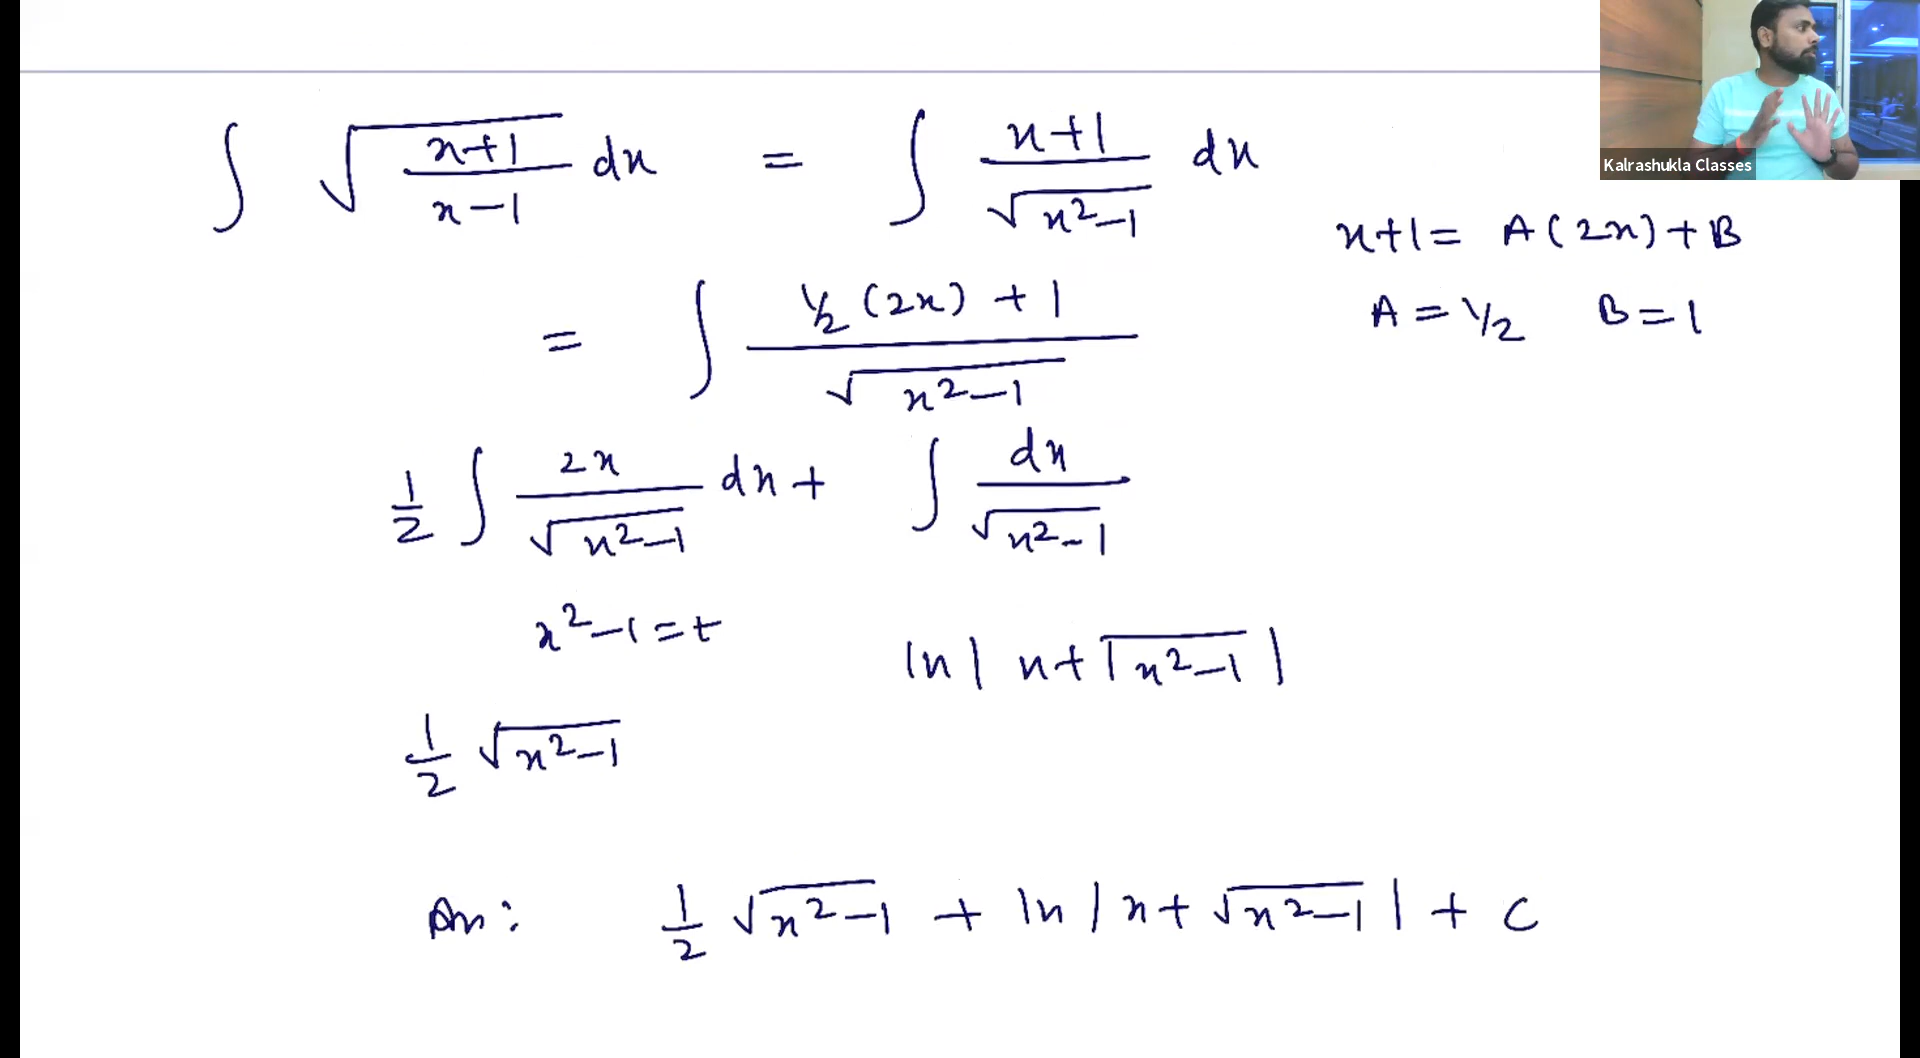 ∫ √((x+1)/(x-1)) dx = ∫ (x+1)/√(x²-1) dx
Kalrashukla Classes
x+1 = A(2x)+B
= ∫ (½(2x) + 1)/√(x²-1)
A = ½ B = 1
1/2 ∫ 2x/√(x²-1) dx + ∫ dx/√(x²-1)
x²-1 = t
ln | x+√(x²-1) |
1/2 √(x²-1)
An: 1/2 √(x²-1) + ln | x+ √(x²-1) | + c